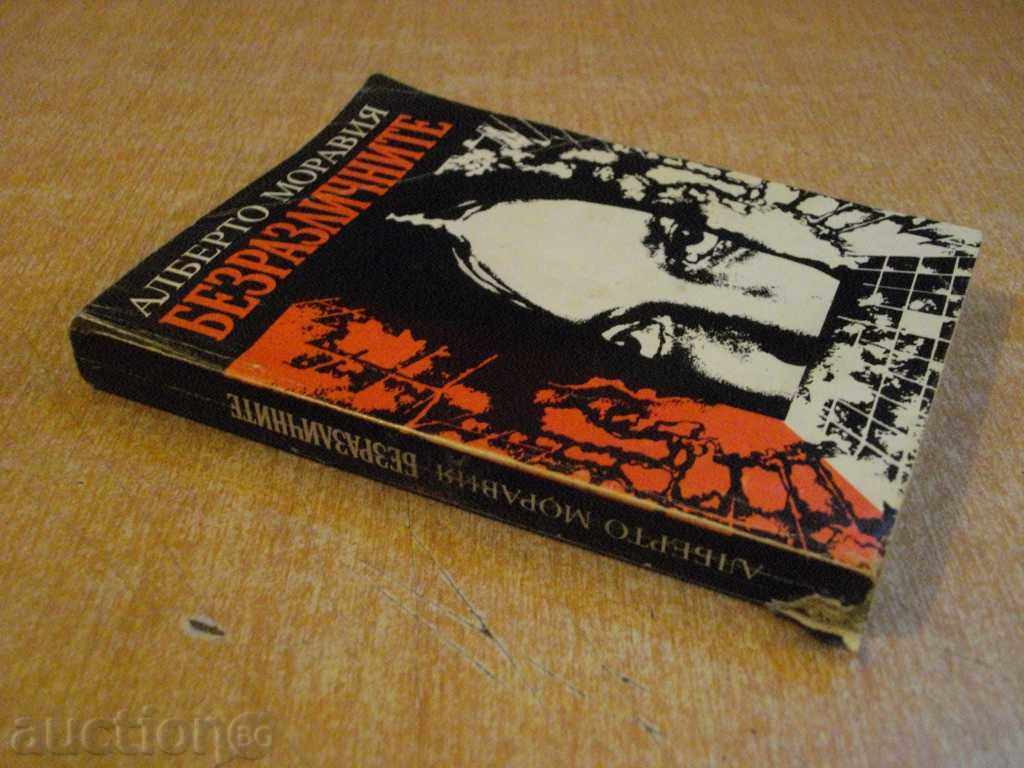 АЛБЕРТО МОРАВИЯ
БЕЗРАЗЛИЧНИТЕ
АЛБЕРТО МОРАВИЯ • БЕЗРАЗЛИЧНИТЕ
auction BG